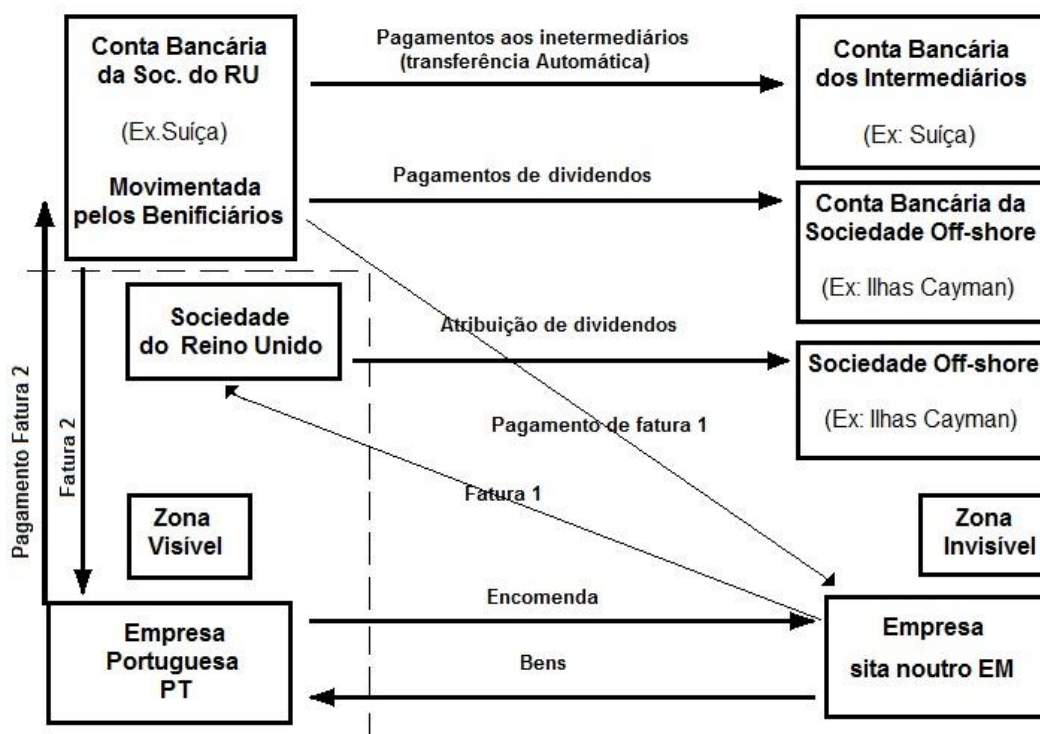 Conta Bancária
da Soc. do RU
(Ex.Suíça)
Movimentada
pelos Benificiários
Pagamentos aos inetermediários
(transferência Automática)
Conta Bancária
dos Intermediários
(Ex: Suíça)
Pagamentos de dividendos
Conta Bancária da
Sociedade Off-shore
(Ex: Ilhas Cayman)
Sociedade
do Reino Unido
Atribuição de dividendos
Sociedade Off-shore
(Ex: Ilhas Cayman)
Pagamento Fatura 2
Fatura 2
Pagamento de fatura 1
Fatura 1
Zona
Visível
Zona
Invisível
Empresa
Portuguesa
PT
Encomenda
Bens
Empresa
sita noutro EM